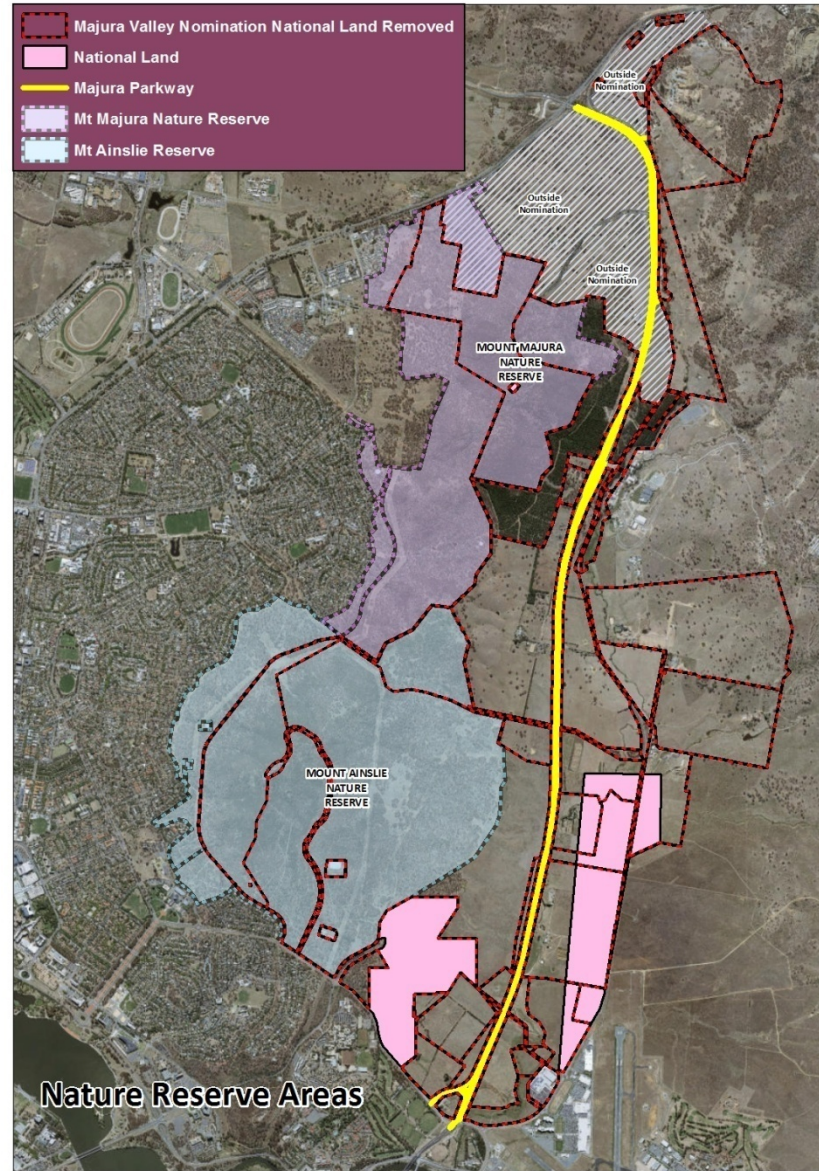 Majura Valley Nomination National Land Removed
National Land
Majura Parkway
Mt Majura Nature Reserve
Mt Ainslie Reserve
Outside
Nomination
Outside
Nomination
Outside
Nomination
MOUNT MAJURA
NATURE
RESERVE
MOUNT AINSLIE
NATURE
RESERVE
Nature Reserve Areas